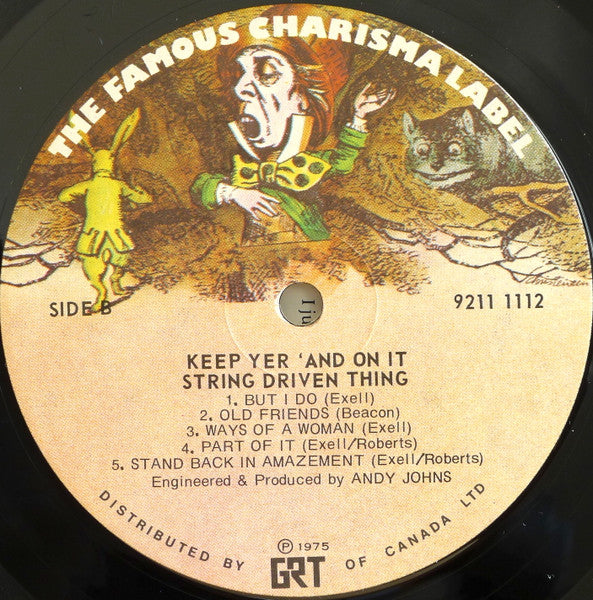 THE FAMOUS CHARISMA LABEL
SIDE B
9211 1112
KEEP YER 'AND ON IT
STRING DRIVEN THING
1. BUT I DO (Exell)
2. OLD FRIENDS (Beacon)
3. WAYS OF A WOMAN (Exell)
4. PART OF IT (Exell/Roberts)
5. STAND BACK IN AMAZEMENT (Exell/Roberts)
Engineered & Produced by ANDY JOHNS
℗ 1975
DISTRIBUTED BY GRT OF CANADA LTD